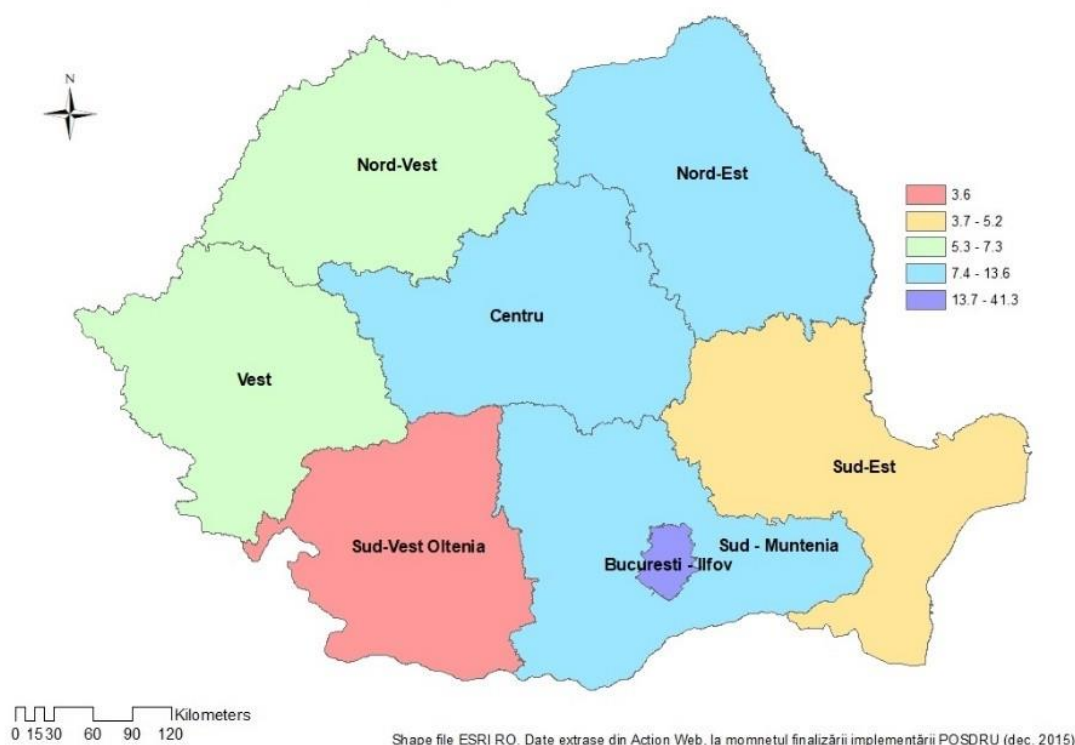 N
Nord-Vest
Nord-Est
3.6
3.7 - 5.2
5.3 - 7.3
7.4 - 13.6
13.7 - 41.3
Centru
Vest
Sud-Est
Sud-Vest Oltenia
Sud - Muntenia
Bucuresti - Ilfov
Kilometers
0 15 30 60 90 120
Shape file ESRI RO. Date extrase din Action Web, la momnetul finalizării implementării POSDRU (dec. 2015)